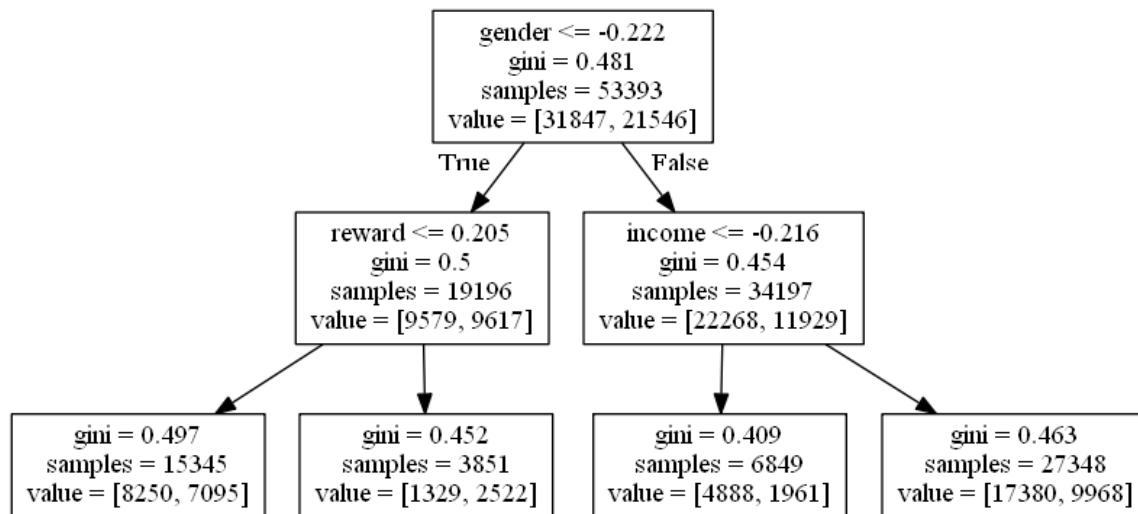 gender <= -0.222
gini = 0.481
samples = 53393
value = [31847, 21546]
True
False
reward <= 0.205
gini = 0.5
samples = 19196
value = [9579, 9617]
income <= -0.216
gini = 0.454
samples = 34197
value = [22268, 11929]
gini = 0.497
samples = 15345
value = [8250, 7095]
gini = 0.452
samples = 3851
value = [1329, 2522]
gini = 0.409
samples = 6849
value = [4888, 1961]
gini = 0.463
samples = 27348
value = [17380, 9968]